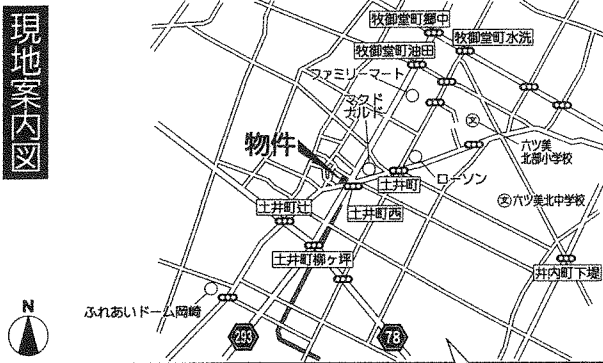 現地案内図
牧御堂町郷中
牧御堂町水洗
牧御堂町油田
ファミリーマート
マクド
ナルド
物件
六ツ美
北部小学校
土井町
ローソン
文
文六ツ美北中学校
土井町辻
土井町西
土井町柳ヶ坪
井内町下堤
ふれあいドーム岡崎
N
293
78